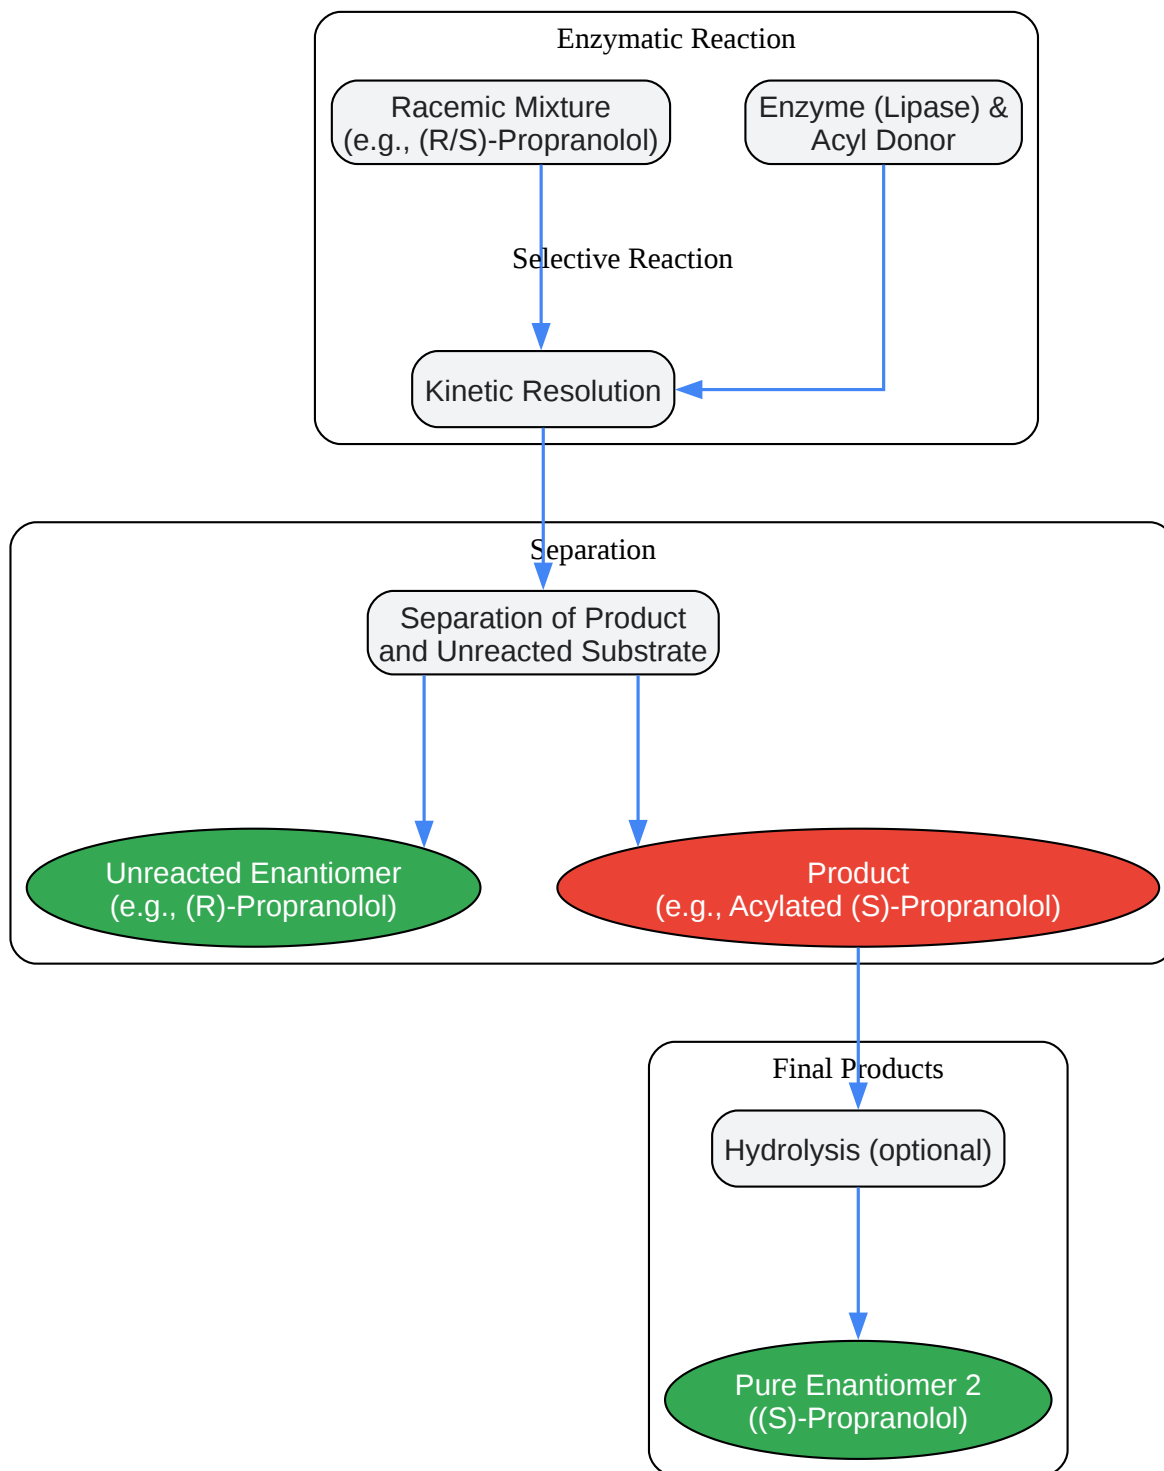 Enzymatic Reaction
Racemic Mixture
(e.g., (R/S)-Propranolol)
Enzyme (Lipase) &
Acyl Donor
Selective Reaction
Kinetic Resolution
Separation
Separation of Product
and Unreacted Substrate
Unreacted Enantiomer
(e.g., (R)-Propranolol)
Product
(e.g., Acylated (S)-Propranolol)
Final Products
Hydrolysis (optional)
Pure Enantiomer 2
((S)-Propranolol)